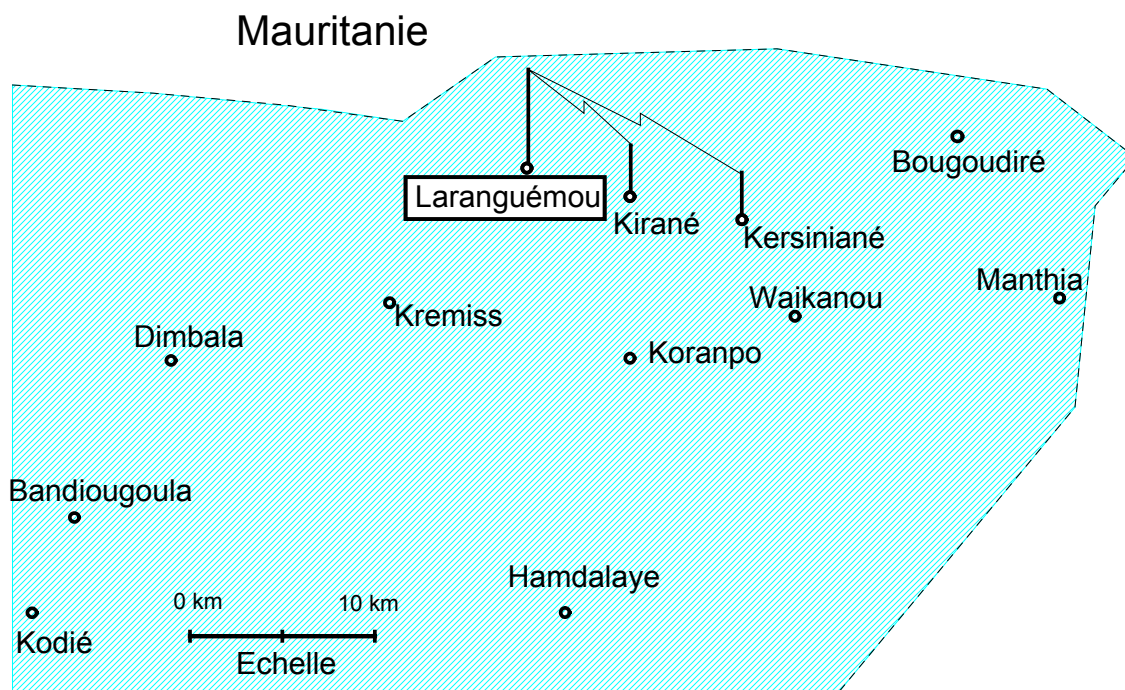 Mauritanie
Bougoudiré
Laranguémou
Kirané
Kersiniané
Manthia
Waikanou
Kremiss
Dimbala
Koranpo
Bandiougoula
Hamdalaye
0 km
10 km
Kodié
Echelle